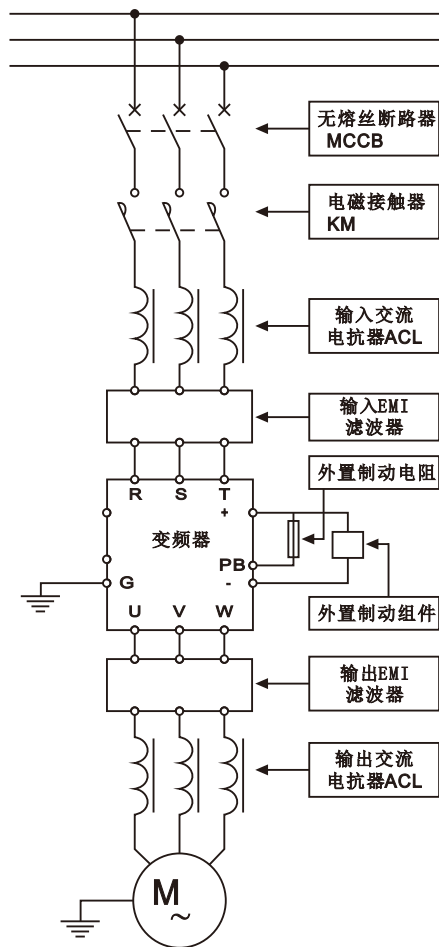 无熔丝断路器
MCCB
电磁接触器
KM
输入交流
电抗器ACL
输入EMI
滤波器
外置制动电阻
R S T
+
变频器
PB
G -
U V W
外置制动组件
输出EMI
滤波器
输出交流
电抗器ACL
M
~